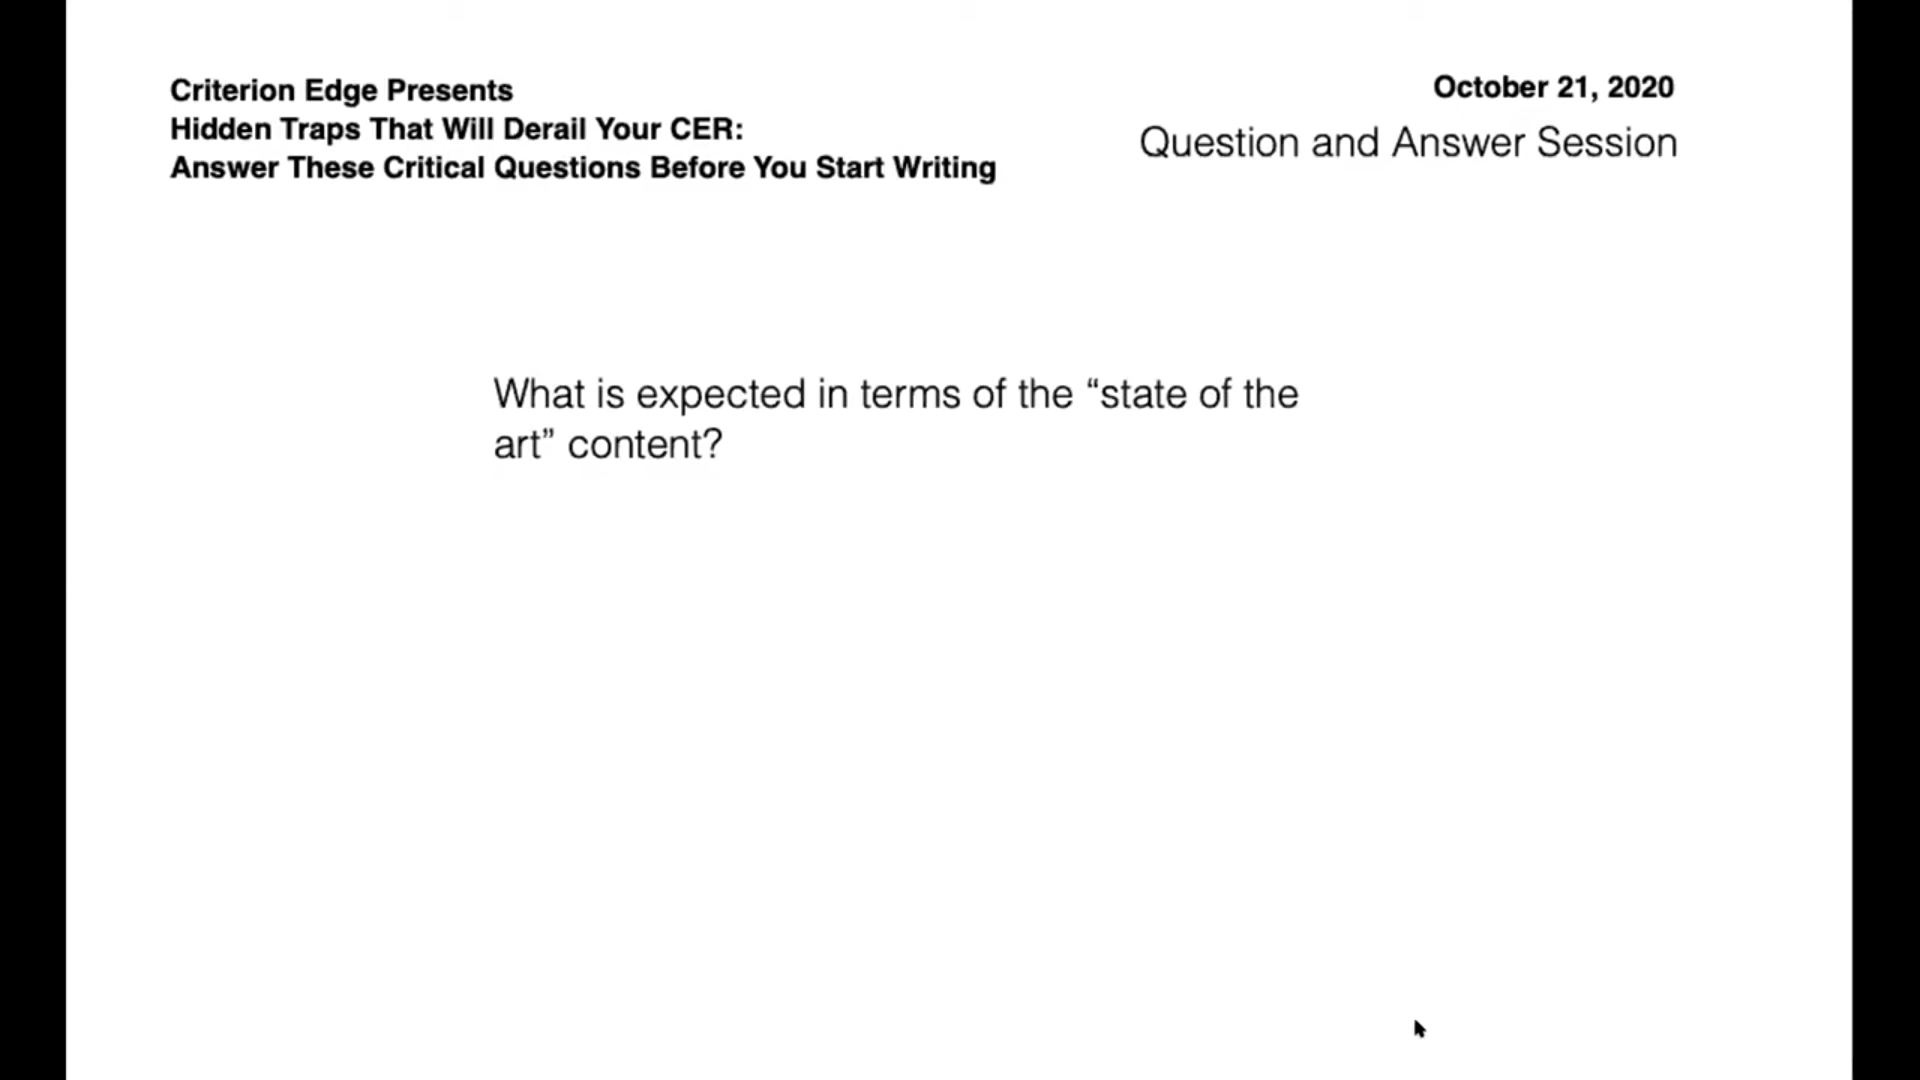 Criterion Edge Presents
Hidden Traps That Will Derail Your CER:
Answer These Critical Questions Before You Start Writing
October 21, 2020
Question and Answer Session
What is expected in terms of the “state of the
art” content?